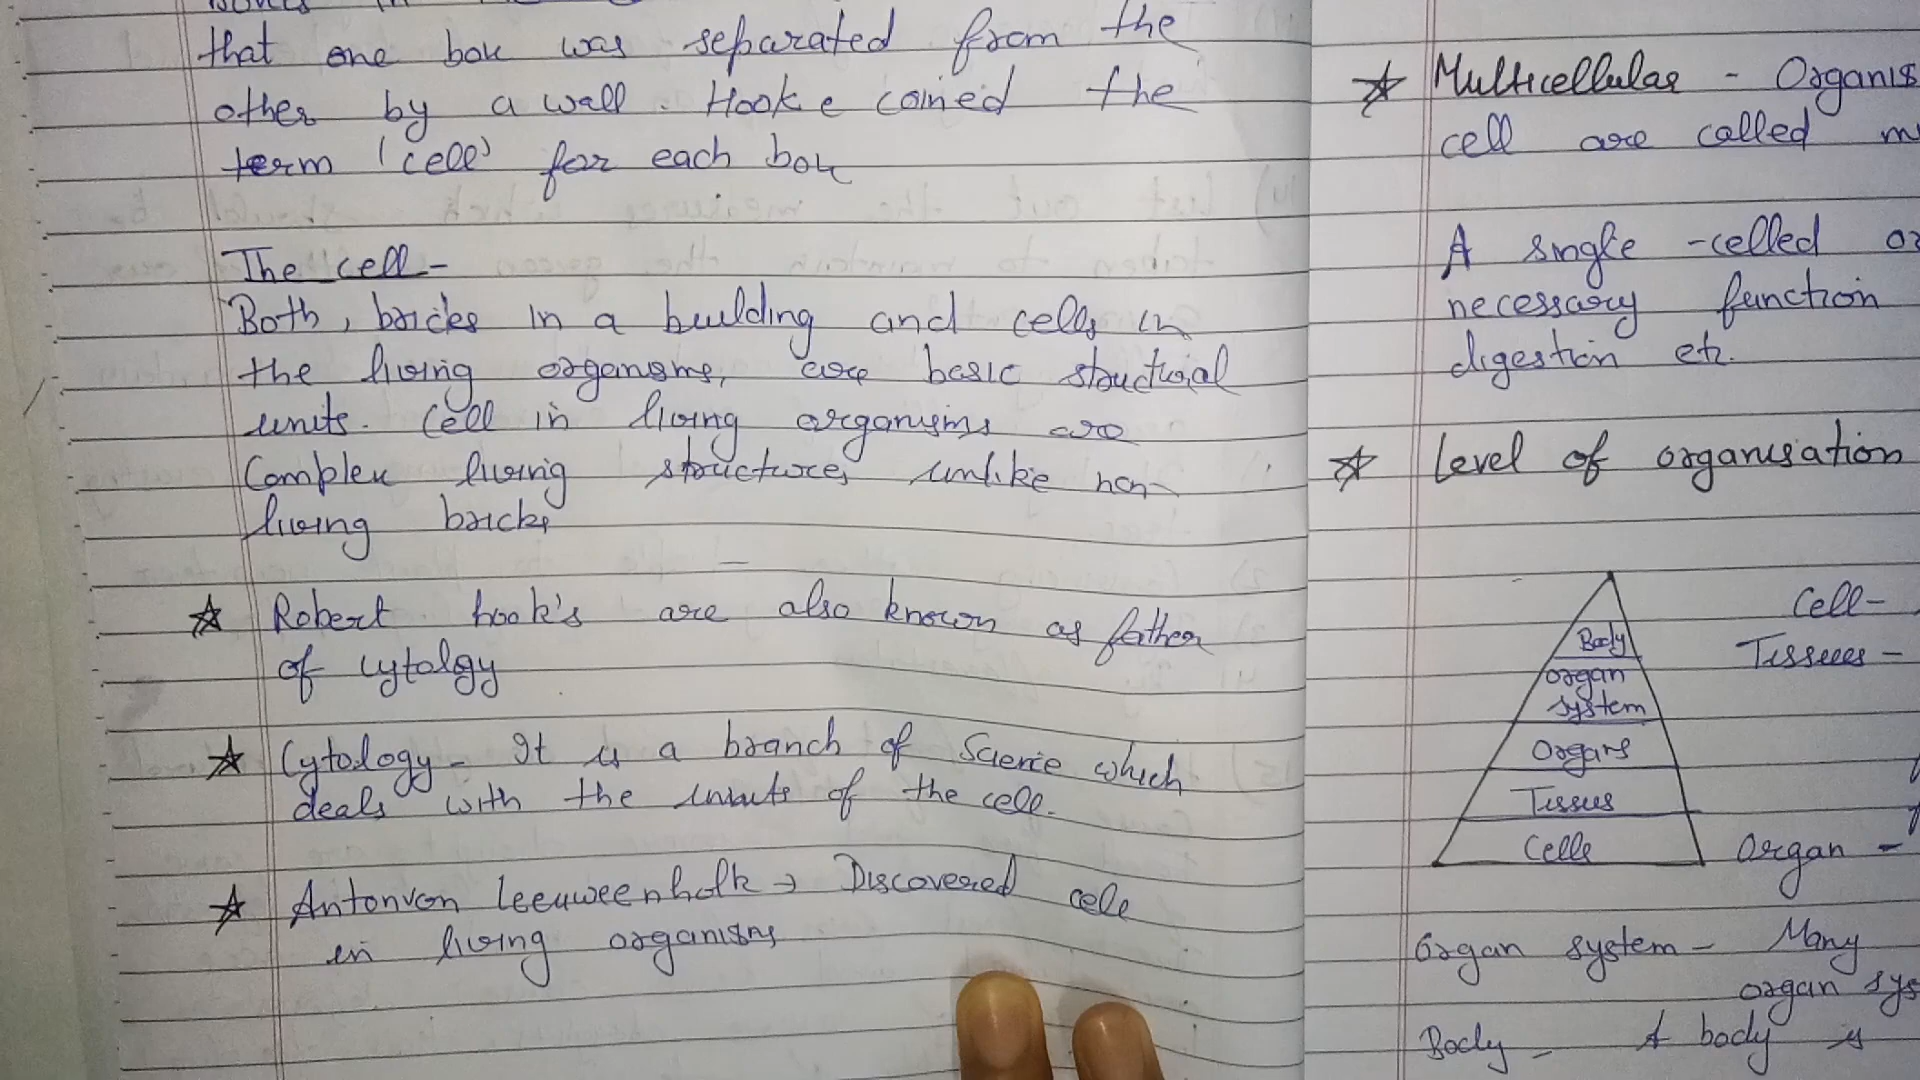 that one box was separated from the
other by a wall. Hooke coined the
term 'cell' for each box
The cell-
Both, bricks in a building and cells in
the living organisms, are basic structural
units. Cell in living organisms are
Complex living structures unlike non-
living bricks
Robert hook's are also known as father
of cytolgy
Cytology - It is a branch of Science which
deals with the of the cell.
Antonvon leeuweenholk → Discovered cell
in living organisms
Multicellular - Organis
cell are called m
A single-celled or
necessary function
digestion etc.
Level of organisation
Body
organ
system
Organs
Tissus
Cells
Cell-
Tissues -
Organ -
Organ system - Many
organ sys
Body - A body is